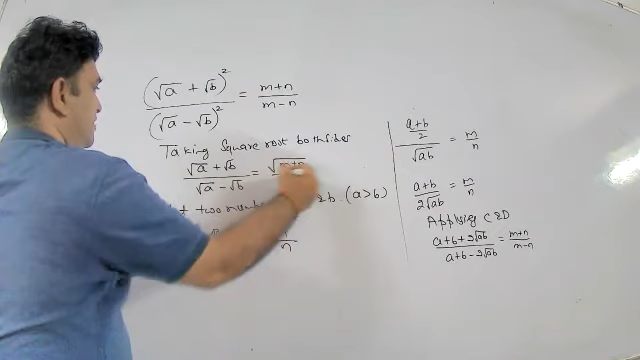 (√a + √b)² / (√a − √b)² = m+n / m−n
Taking Square root both sides
√a + √b / √a − √b = √m+n
two numb b (a>b)
n
a+b / 2 / √ab = m / n
a+b / 2√ab = m / n
Applying C & D
a+b+2√ab / a+b−2√ab = m+n / m−n